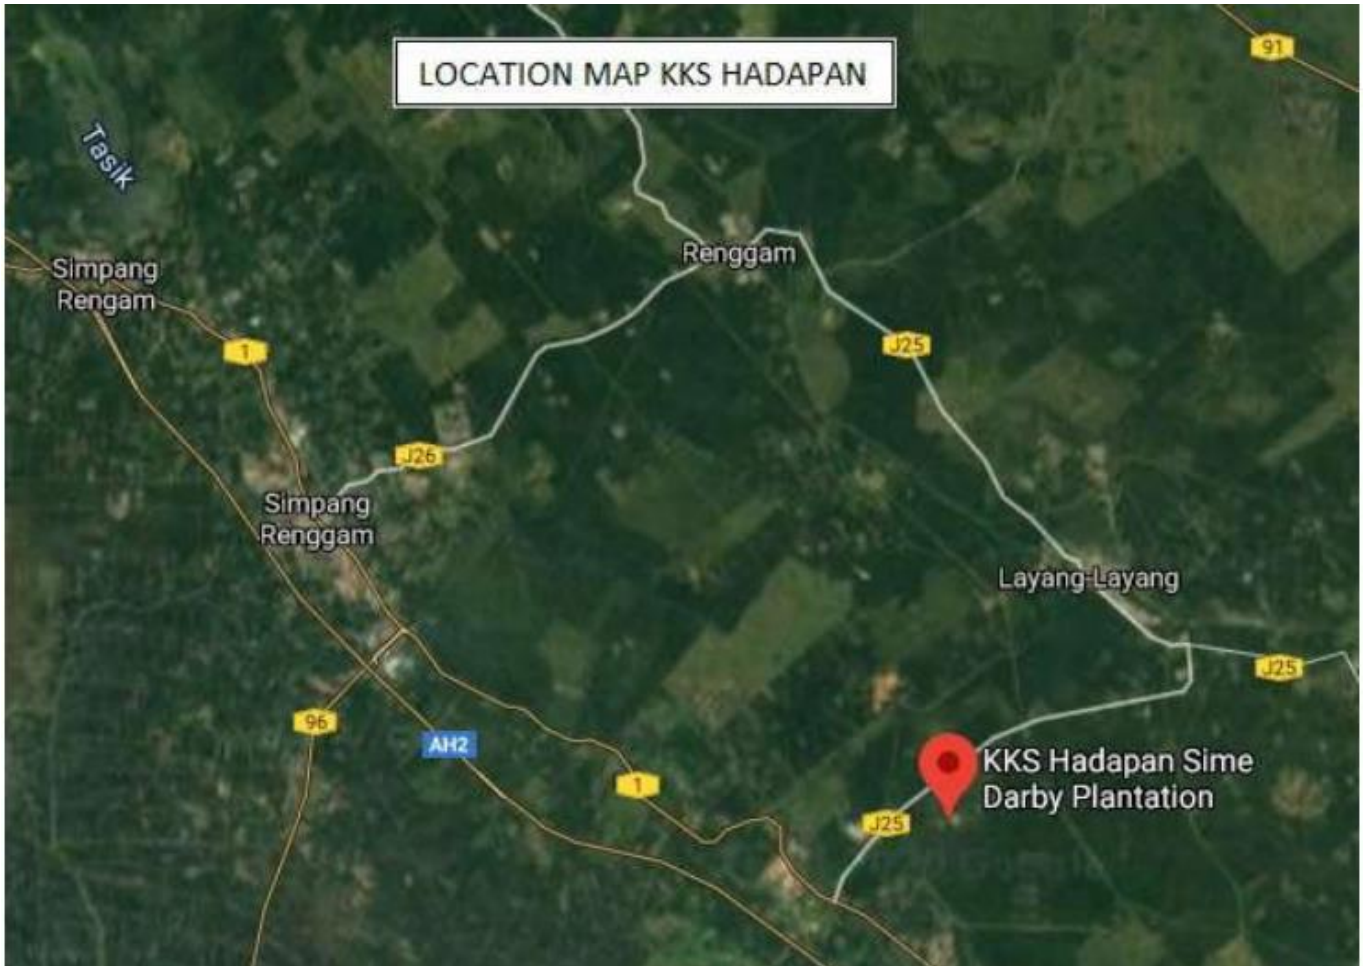 LOCATION MAP KKS HADAPAN
91
Tasik
Renggam
Simpang
Rengam
1
J25
J26
Simpang
Renggam
Layang-Layang
J25
96
AH2
1
KKS Hadapan Sime
Darby Plantation
J25